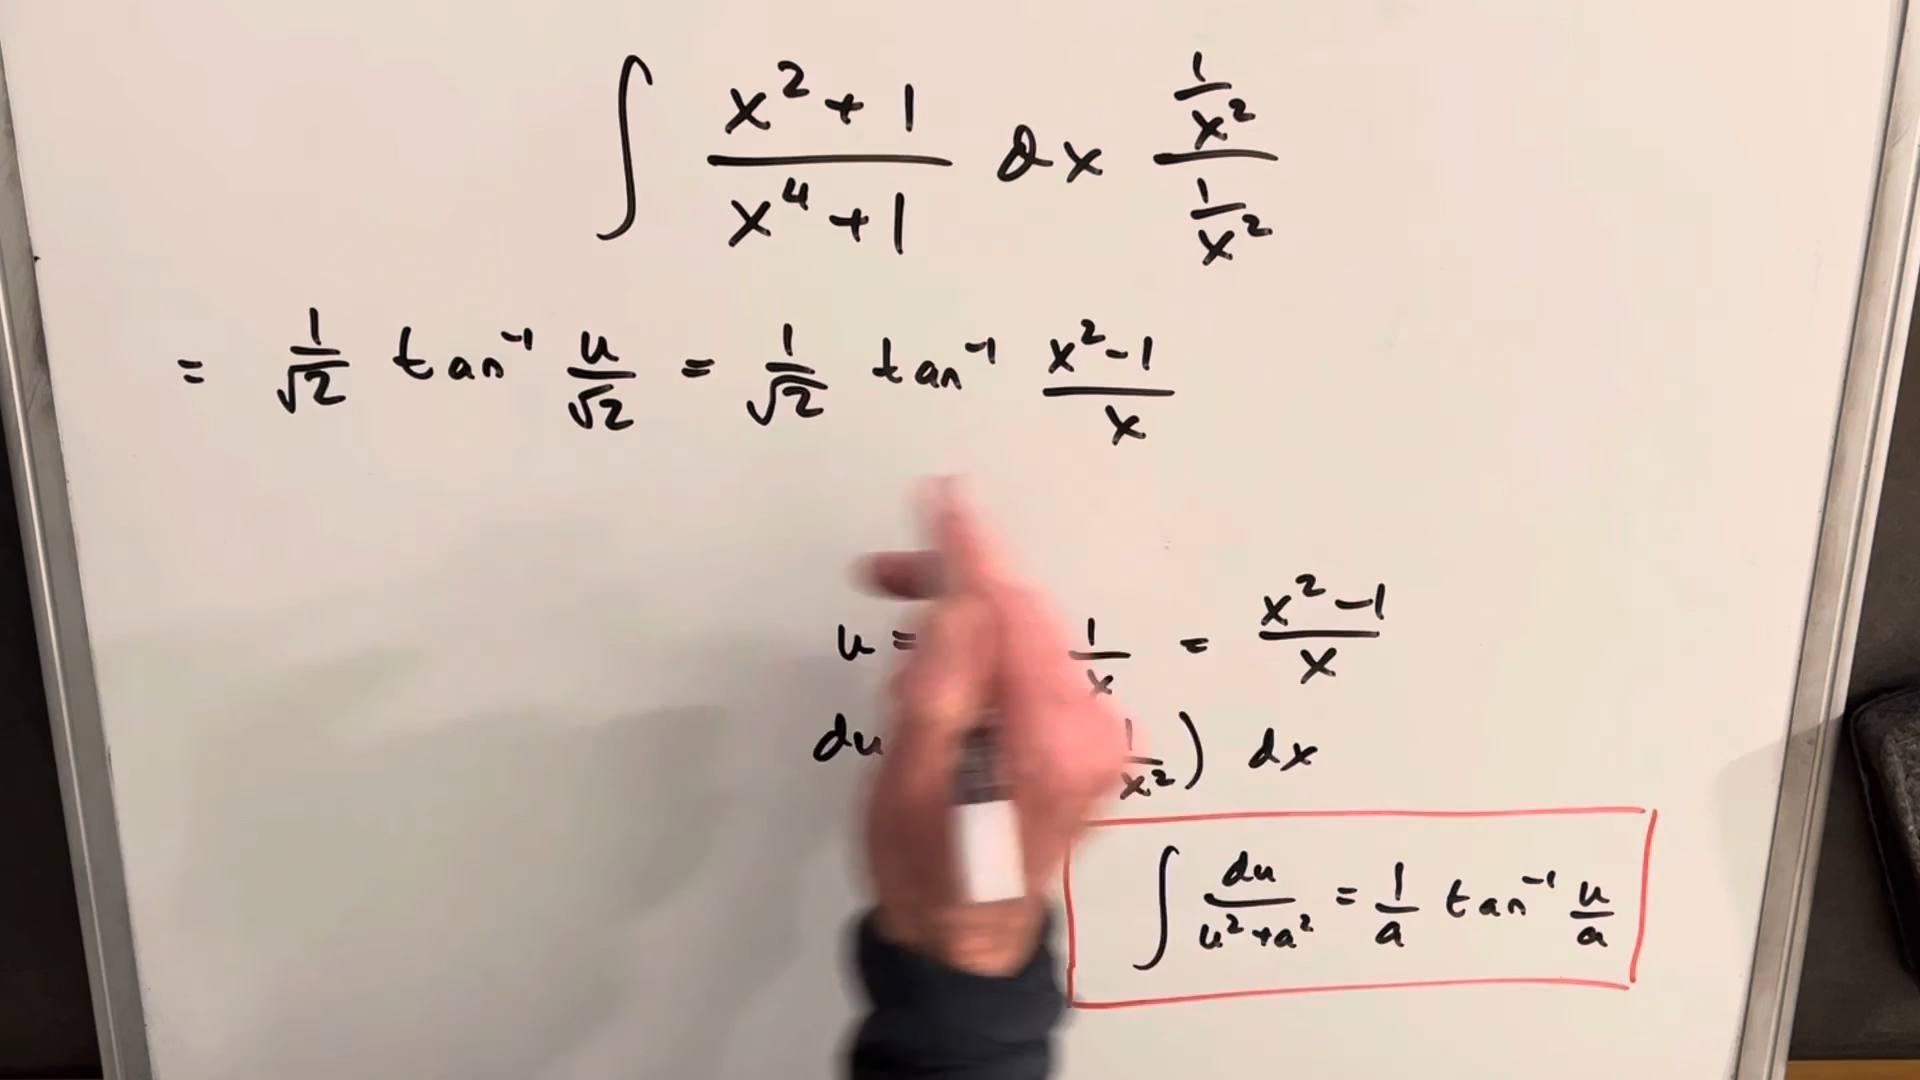 ∫ (x² + 1)/(x⁴ + 1) dx (1/x²)/(1/x²)
= 1/√2 tan⁻¹ u/√2 = 1/√2 tan⁻¹ (x² - 1)/x
u = 1/x = (x² - 1)/x
du 1/x² ) dx
∫ du/(u² + a²) = 1/a tan⁻¹ u/a